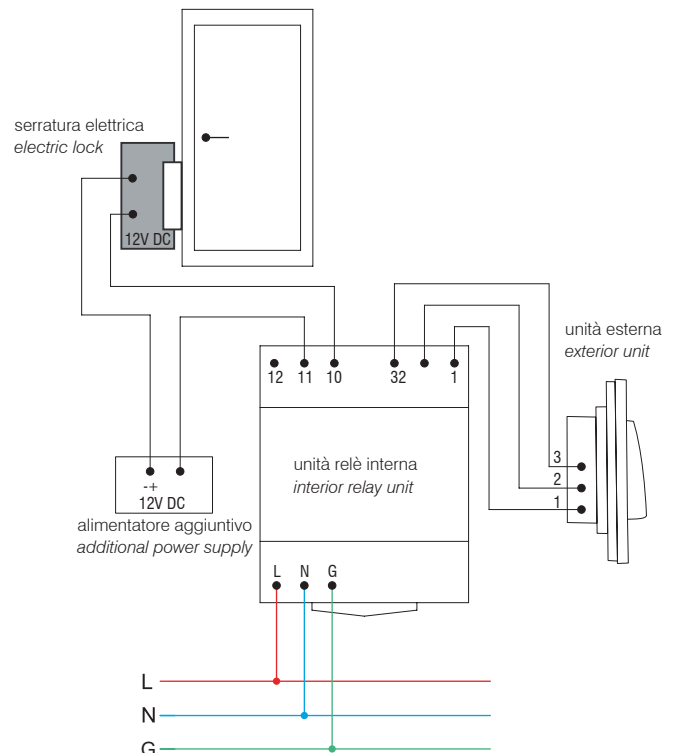 serratura elettrica
electric lock
12V DC
12 11 10 32 1
unità esterna
exterior unit
3
2
1
unità relè interna
interior relay unit
-+
12V DC
alimentatore aggiuntivo
additional power supply
L N G
L
N
G